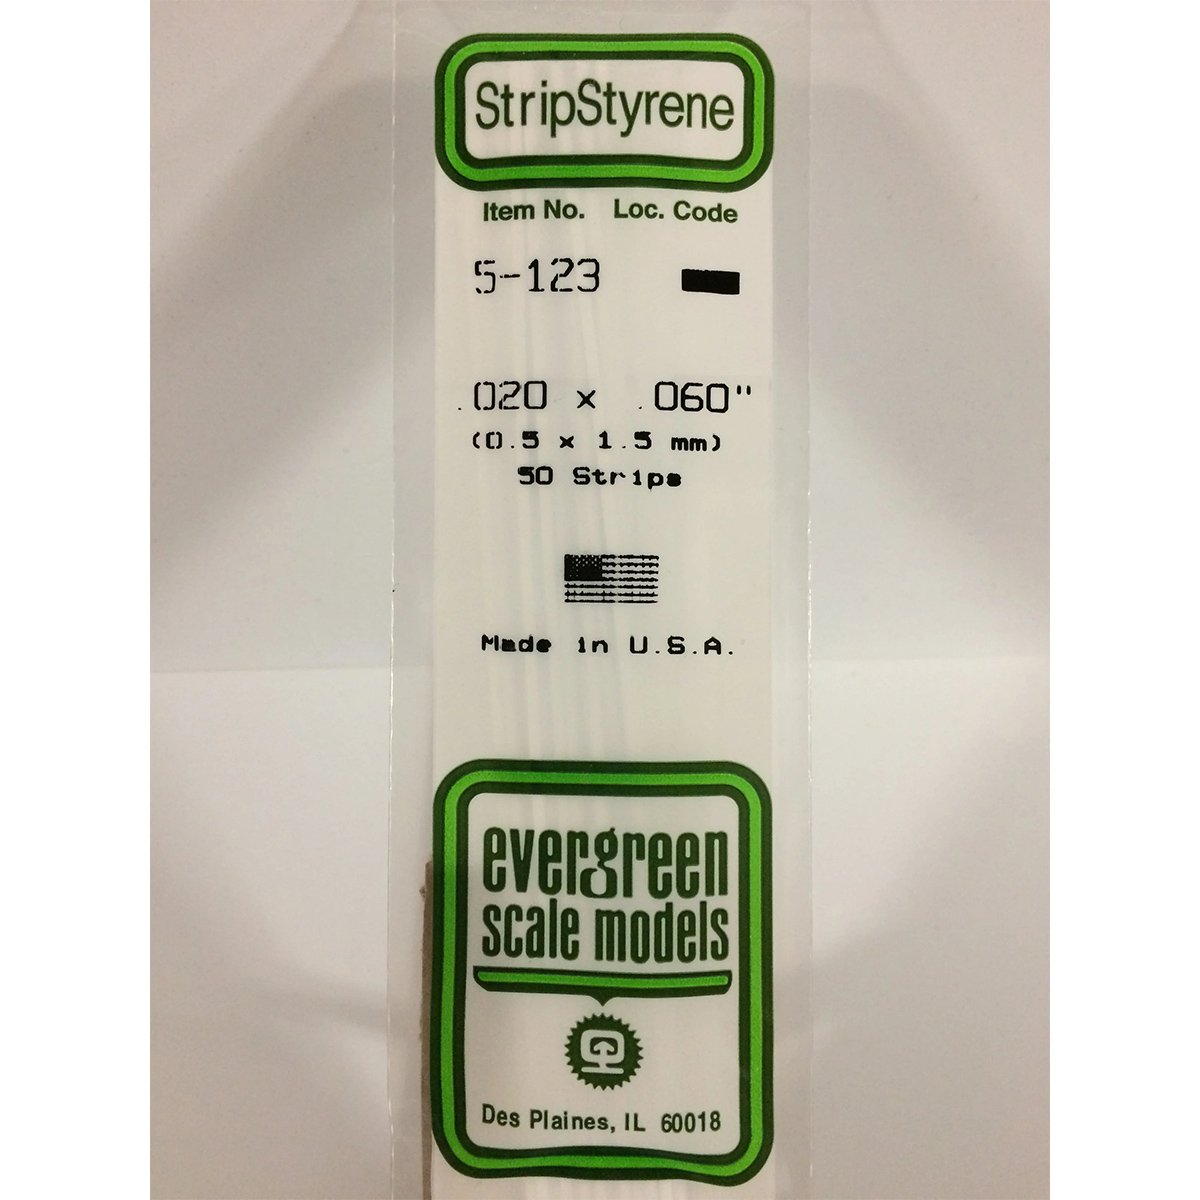 StripStyrene
Item No. Loc. Code
5-123
.020 x .060"
(0.5 x 1.5 mm)
50 Strips
Made in U.S.A.
evergreen
scale models
Des Plaines, IL 60018